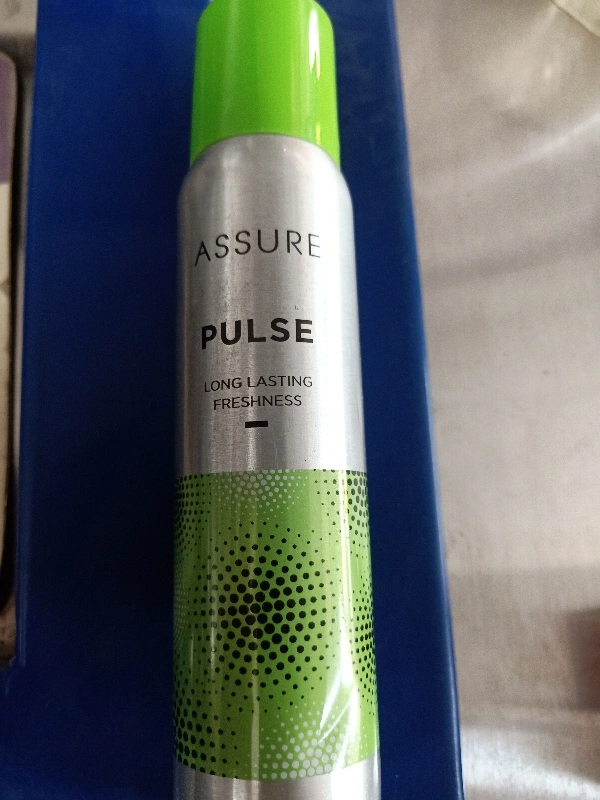 ASSURE
PULSE
LONG LASTING
FRESHNESS